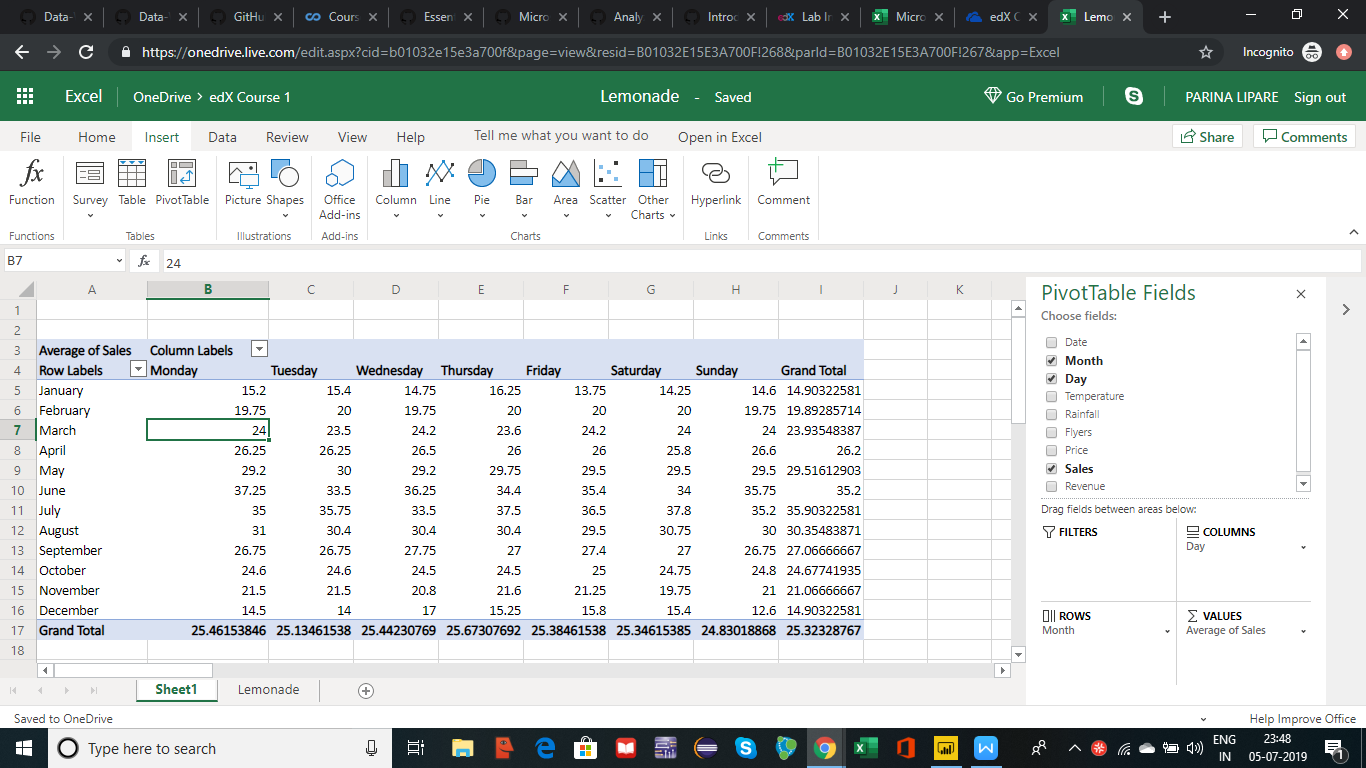 Data- Data- GitHu Cours Essen Micro Analy Introc edX Lab In Micro edX C Lemo
https://onedrive.live.com/edit.aspx?cid=b01032e15e3a700f&page=view&resid=B01032E15E3A700F!268&parId=B01032E15E3A700F!267&app=Excel Incognito
Excel OneDrive > edX Course 1 Lemonade - Saved Go Premium PARINA LIPARE Sign out
File Home Insert Data Review View Help Tell me what you want to do Open in Excel Share Comments
Function Survey Table PivotTable Picture Shapes Office Add-ins Column Line Pie Bar Area Scatter Other Charts Hyperlink Comment
Functions Tables Illustrations Add-ins Charts Links Comments
B7 fx 24
A B C D E F G H I J K
1
2
3 Average of Sales Column Labels
4 Row Labels Monday Tuesday Wednesday Thursday Friday Saturday Sunday Grand Total
5 January 15.2 15.4 14.75 16.25 13.75 14.25 14.6 14.90322581
6 February 19.75 20 19.75 20 20 20 19.75 19.89285714
7 March 24 23.5 24.2 23.6 24.2 24 24 23.93548387
8 April 26.25 26.25 26.5 26 26 25.8 26.6 26.2
9 May 29.2 30 29.2 29.75 29.5 29.5 29.5 29.51612903
10 June 37.25 33.5 36.25 34.4 35.4 34 35.75 35.2
11 July 35 35.75 33.5 37.5 36.5 37.8 35.2 35.90322581
12 August 31 30.4 30.4 30.4 29.5 30.75 30 30.35483871
13 September 26.75 26.75 27.75 27 27.4 27 26.75 27.06666667
14 October 24.6 24.6 24.5 24.5 25 24.75 24.8 24.67741935
15 November 21.5 21.5 20.8 21.6 21.25 19.75 21 21.06666667
16 December 14.5 14 17 15.25 15.8 15.4 12.6 14.90322581
17 Grand Total 25.46153846 25.13461538 25.44230769 25.67307692 25.38461538 25.34615385 24.83018868 25.32328767
18
PivotTable Fields
Choose fields:
Date
Month
Day
Temperature
Rainfall
Flyers
Price
Sales
Revenue
Drag fields between areas below:
FILTERS COLUMNS
Day
ROWS VALUES
Month Average of Sales
Sheet1 Lemonade
Saved to OneDrive Help Improve Office
Type here to search ENG IN 23:48 05-07-2019 1